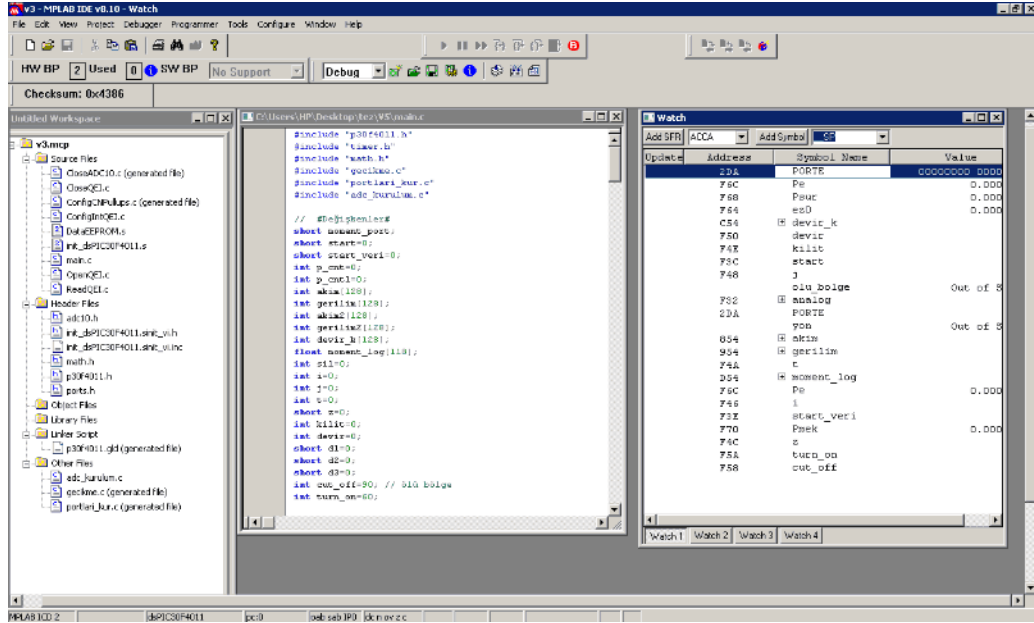 v3 - MPLAB IDE v8.10 - Watch
File Edit View Project Debugger Programmer Tools Configure Window Help
HW BP 2 Used 0 SW BP No Support Debug
Checksum: 0x4386
Untitled Workspace
v3.mcp
Source Files
CloseADC10.c (generated file)
CloseQEI.c
ConfigCNPullups.c (generated file)
ConfigIntQEI.c
DataEEPROM.s
init_dsPIC30F4011.s
main.c
OpenQEI.c
ReadQEI.c
Header Files
adc10.h
init_dsPIC30F4011.sinit_vi.h
init_dsPIC30F4011.sinit_vi.inc
math.h
p30f4011.h
ports.h
Object Files
Library Files
Linker Script
p30f4011.gld (generated file)
Other Files
adc_kurulum.c
gecikme.c (generated file)
portlari_kur.c (generated file)
C:\Users\HP\Desktop\tez\V5\main.c
#include "p30f4011.h"
#include "timer.h"
#include "math.h"
#include "gecikme.c"
#include "portlari_kur.c"
#include "adc_kurulum.c"
// #Değişkenler#
short moment_port;
short start=0;
short start_veri=0;
int p_cnt=0;
int p_cnt1=0;
int akim[128];
int gerilim[128];
int akim2[128];
int gerilim2[128];
int devir_k[128];
float moment_log[118];
int sil=0;
int i=0;
int j=0;
int t=0;
short z=0;
int kilit=0;
int devir=0;
short d1=0;
short d2=0;
short d3=0;
int cut_off=90; // ölü bölge
int turn_on=60;
Watch
Add SFR ACCA Add Symbol _SP
Update Address Symbol Name Value
2DA PORTE 00000000 0000
F6C Pe 0.000
F68 Psur 0.000
F64 es0 0.000
C54 devir_k
F50 devir
F4E kilit
F3C start
F48 j
olu_bolge Out of S
F32 analog
2DA PORTE
yon Out of S
854 akim
954 gerilim
F4A t
D54 moment_log
F6C Pe 0.000
F46 i
F3E start_veri
F70 Pmek 0.000
F4C z
F5A turn_on
F58 cut_off
Watch 1 Watch 2 Watch 3 Watch 4
MPLAB ICD 2 dsPIC30F4011 pc:0 oab sab IP0 dc n ov z c